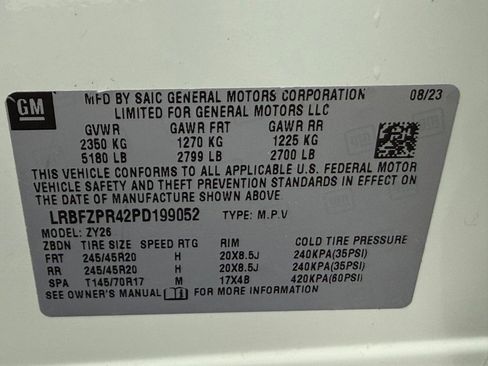 GM
MFD BY SAIC GENERAL MOTORS CORPORATION 08/23
LIMITED FOR GENERAL MOTORS LLC
GVWR GAWR FRT GAWR RR
2350 KG 1270 KG 1225 KG
5180 LB 2799 LB 2700 LB
THIS VEHICLE CONFORMS TO ALL APPLICABLE U.S. FEDERAL MOTOR
VEHICLE SAFETY AND THEFT PREVENTION STANDARDS IN EFFECT ON
THE DATE OF MANUFACTURE SHOWN ABOVE.
LRBFZPR42PD199052 TYPE: M.P.V
MODEL: ZY26
ZBDN TIRE SIZE SPEED RTG RIM COLD TIRE PRESSURE
FRT 245/45R20 H 20X8.5J 240KPA(35PSI)
RR 245/45R20 H 20X8.5J 240KPA(35PSI)
SPA T145/70R17 M 17X4B 420KPA(60PSI)
SEE OWNER'S MANUAL FOR MORE INFORMATION